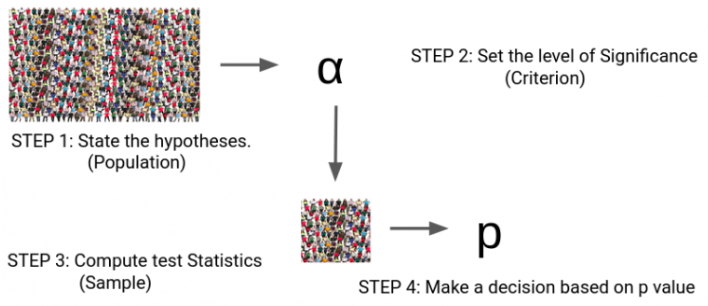 STEP 1: State the hypotheses.
(Population)
α
STEP 2: Set the level of Significance
(Criterion)
STEP 3: Compute test Statistics
(Sample)
p
STEP 4: Make a decision based on p value